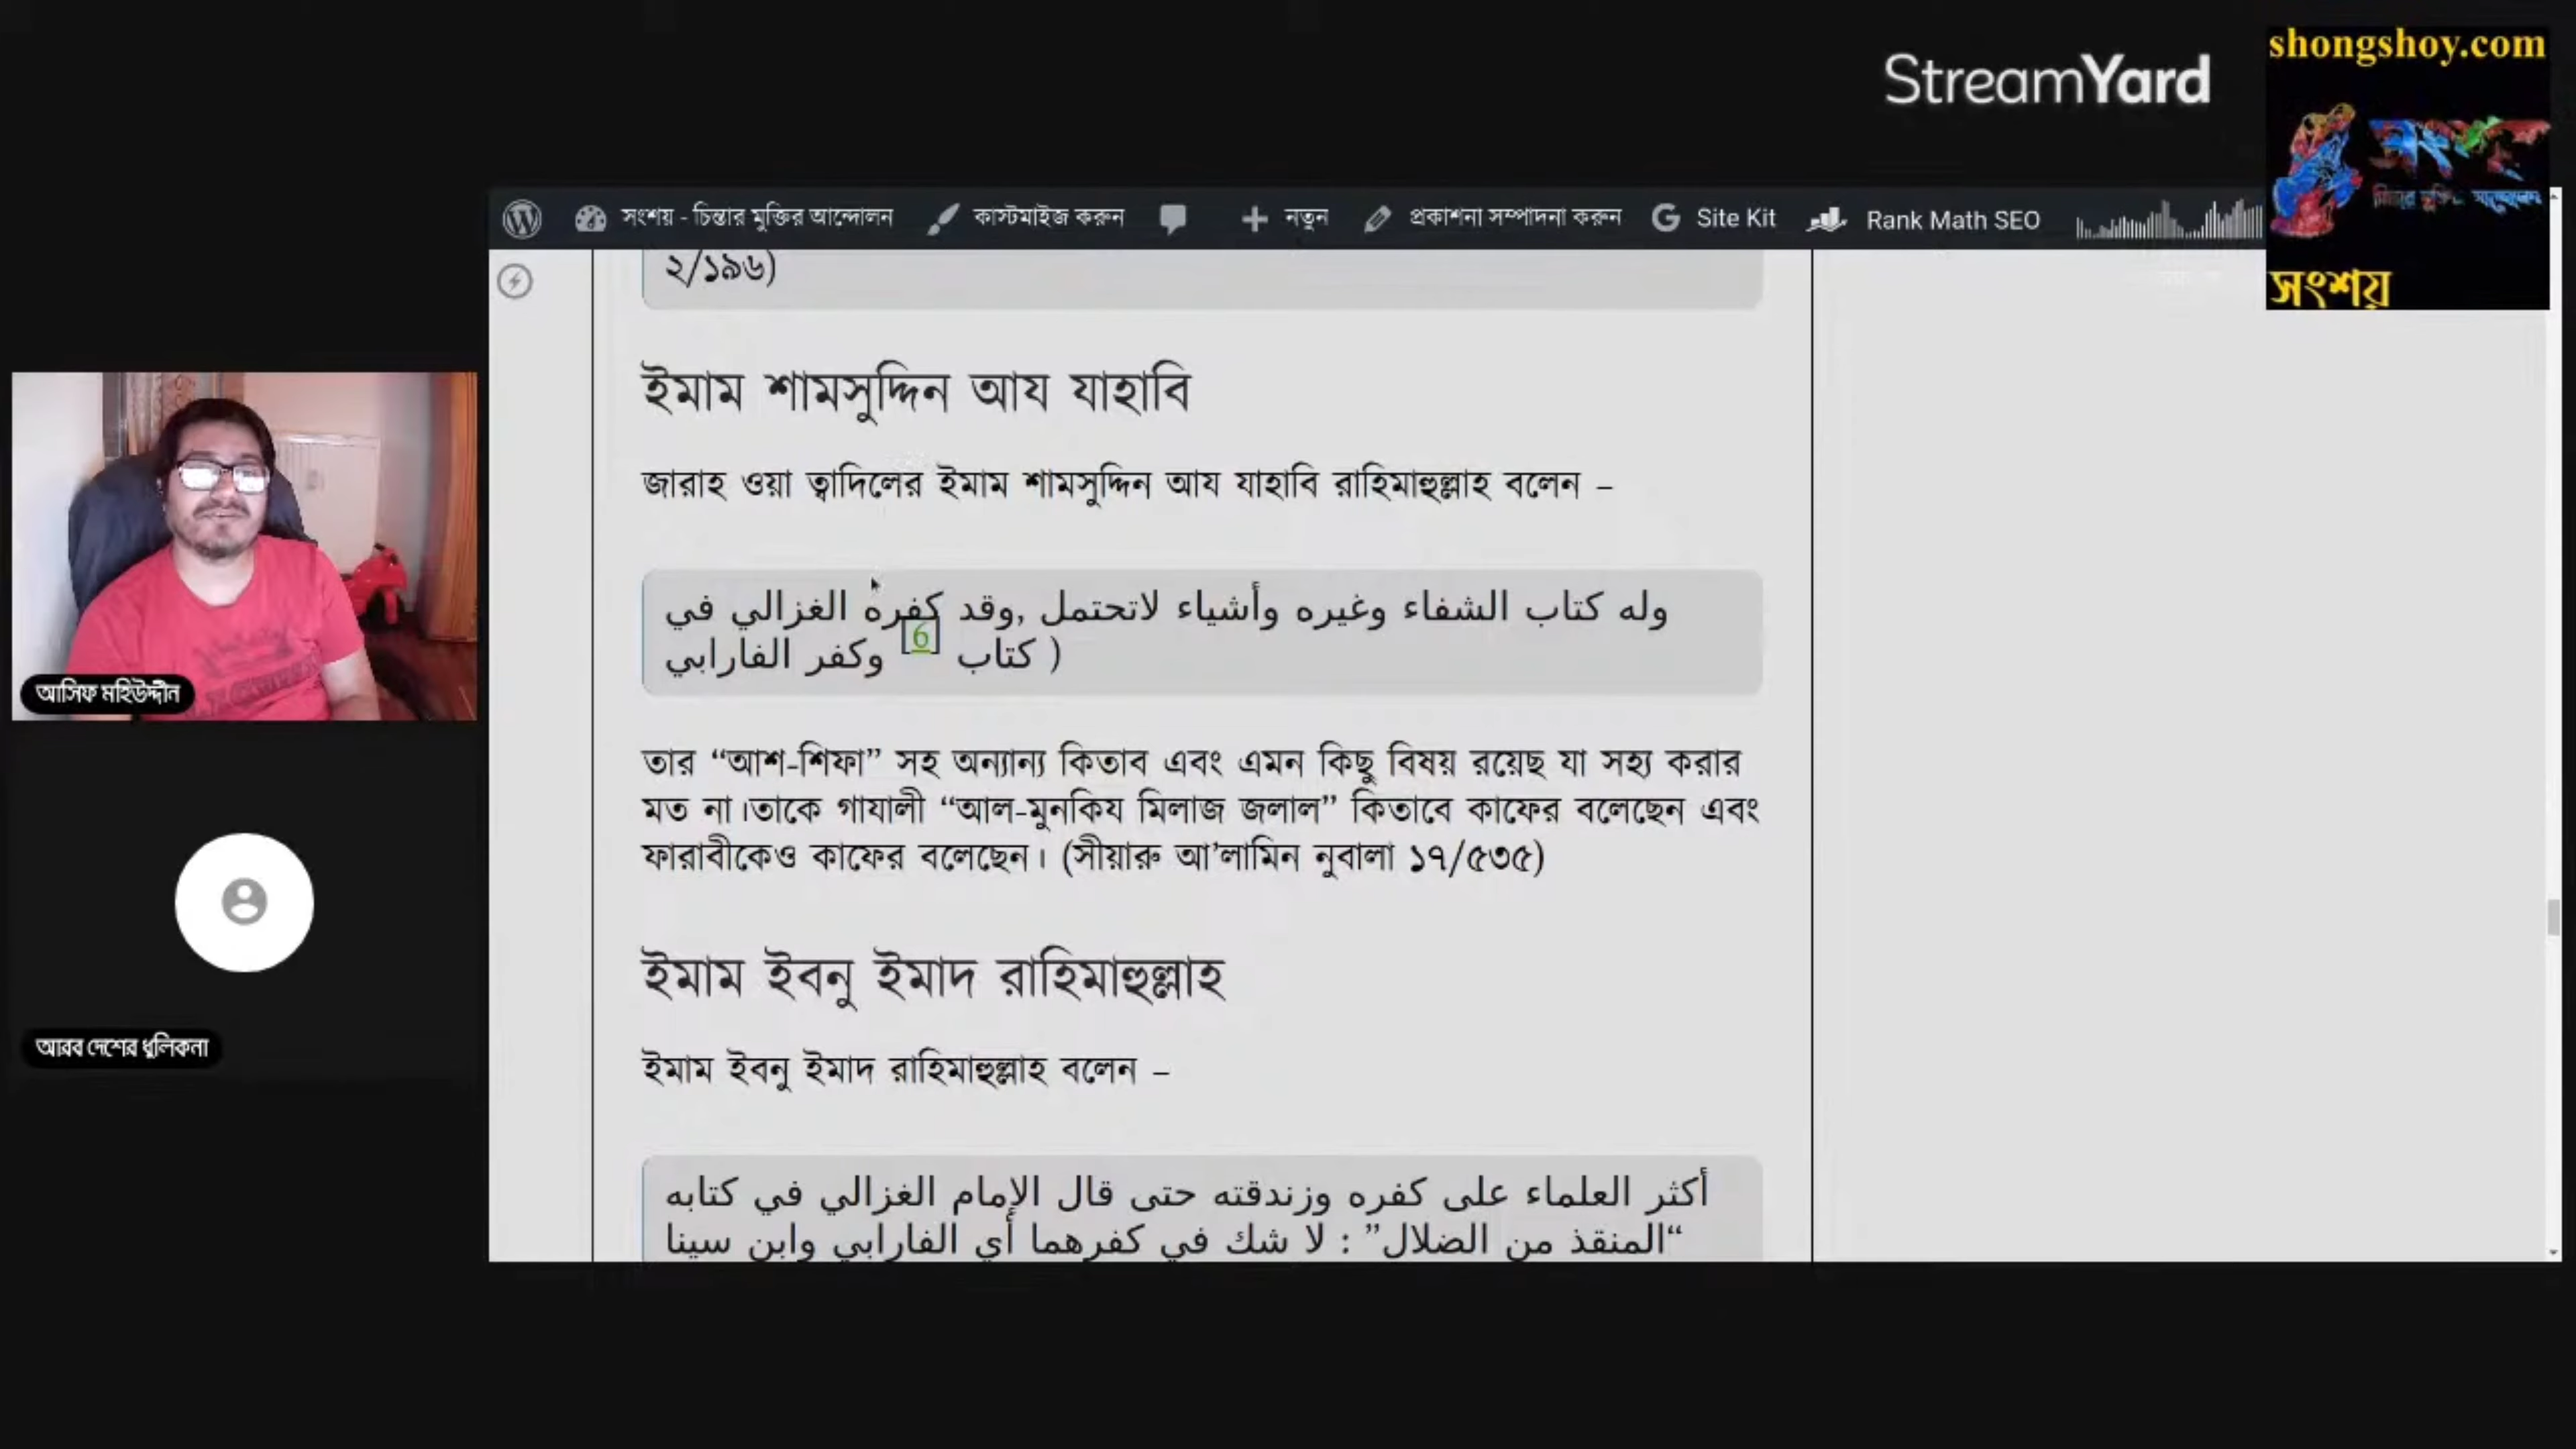 StreamYard
shongshoy.com
সংশয়
সংশয় - চিন্তার মুক্তির আন্দোলন কাস্টমাইজ করুন নতুন প্রকাশনা সম্পাদনা করুন Site Kit Rank Math SEO
২/১৯৬)
ইমাম শামসুদ্দিন আয যাহাবি
জারাহ ওয়া ত্বাদিলের ইমাম শামসুদ্দিন আয যাহাবি রাহিমাহুল্লাহ বলেন –
وله كتاب الشفاء وغيره وأشياء لاتحتمل ,وقد كفره الغزالي في
كتاب ) [6] وكفر الفارابي
তার “আশ-শিফা” সহ অন্যান্য কিতাব এবং এমন কিছু বিষয় রয়েছ যা সহ্য করার
মত না।তাকে গাযালী “আল-মুনকিয মিলাজ জলাল” কিতাবে কাফের বলেছেন এবং
ফারাবীকেও কাফের বলেছেন। (সীয়ারু আ’লামিন নুবালা ১৭/৫৩৫)
ইমাম ইবনু ইমাদ রাহিমাহুল্লাহ
ইমাম ইবনু ইমাদ রাহিমাহুল্লাহ বলেন –
أكثر العلماء على كفره وزندقته حتى قال الإمام الغزالي في كتابه
“المنقذ من الضلال” : لا شك في كفرهما أي الفارابي وابن سينا
আসিফ মহিউদ্দীন
আরব দেশের ধুলিকনা